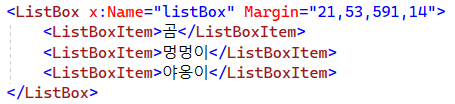 <ListBox x:Name="listBox" Margin="21,53,591,14">
<ListBoxItem>곰</ListBoxItem>
<ListBoxItem>멍멍이</ListBoxItem>
<ListBoxItem>야옹이</ListBoxItem>
</ListBox>